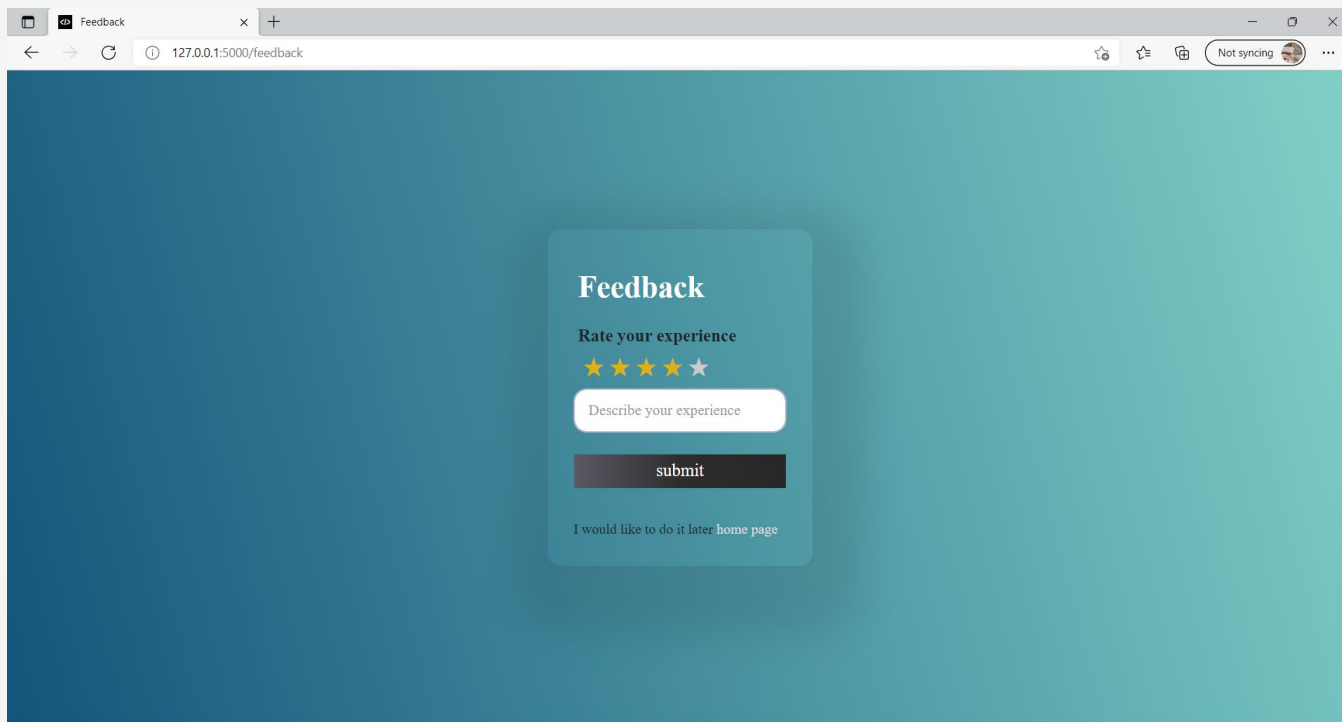 Feedback
127.0.0.1:5000/feedback
Not syncing
Feedback
Rate your experience
Describe your experience
submit
I would like to do it later home page